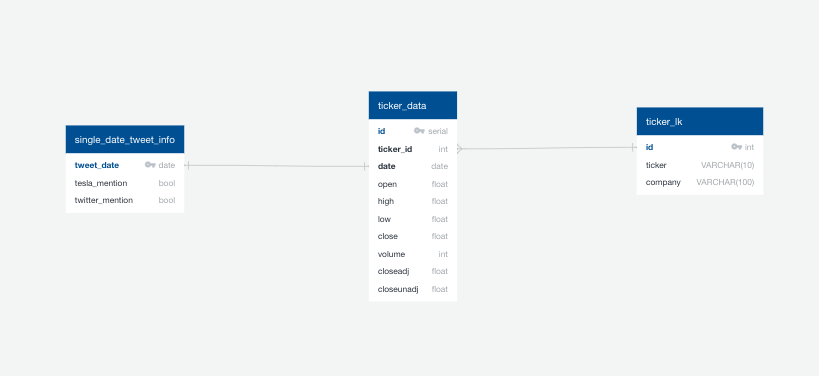 single_date_tweet_info
tweet_date date
tesla_mention bool
twitter_mention bool
ticker_data
id serial
ticker_id int
date date
open float
high float
low float
close float
volume int
closeadj float
closeunadj float
ticker_lk
id int
ticker VARCHAR(10)
company VARCHAR(100)